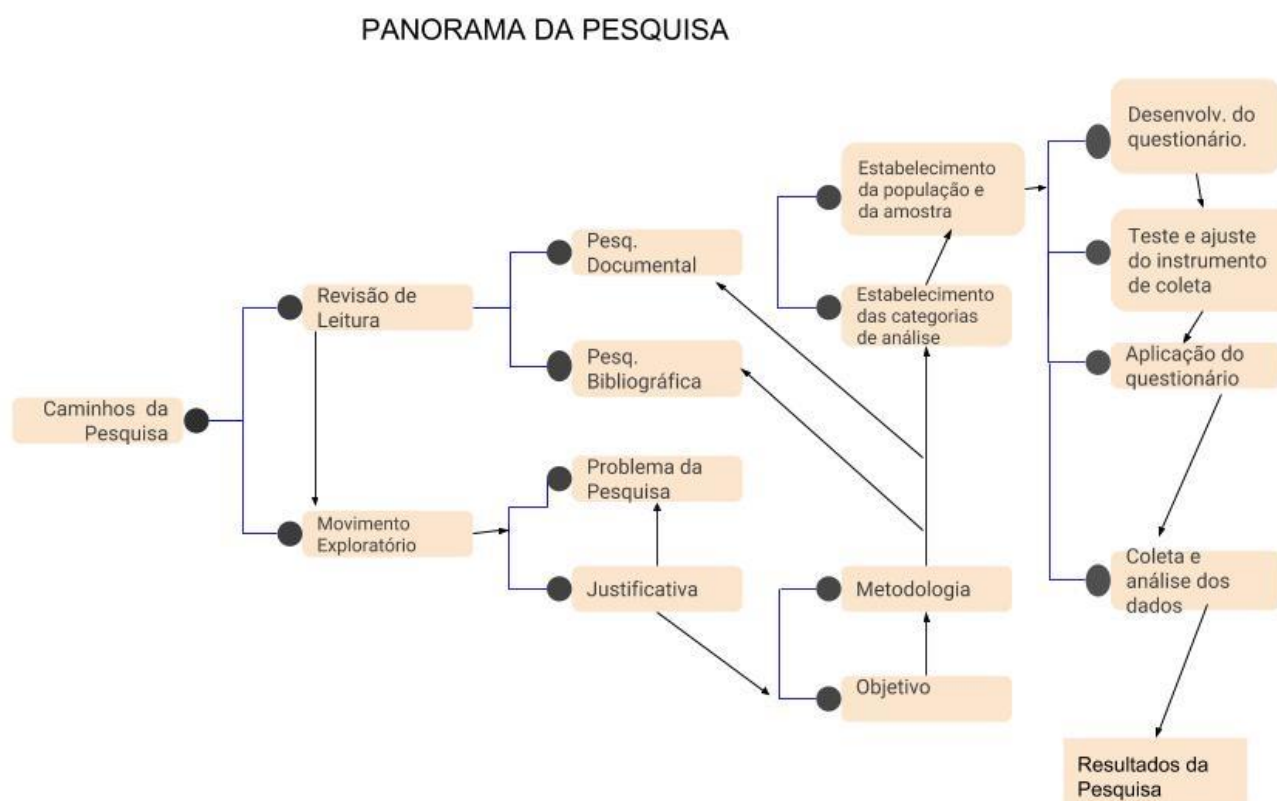 PANORAMA DA PESQUISA
Caminhos da
Pesquisa
Revisão de
Leitura
Movimento
Exploratório
Pesq.
Documental
Pesq.
Bibliográfica
Problema da
Pesquisa
Justificativa
Estabelecimento
da população e
da amostra
Estabelecimento
das categorias
de análise
Metodologia
Objetivo
Desenvolv. do
questionário.
Teste e ajuste
do instrumento
de coleta
Aplicação do
questionário
Coleta e
análise dos
dados
Resultados da
Pesquisa